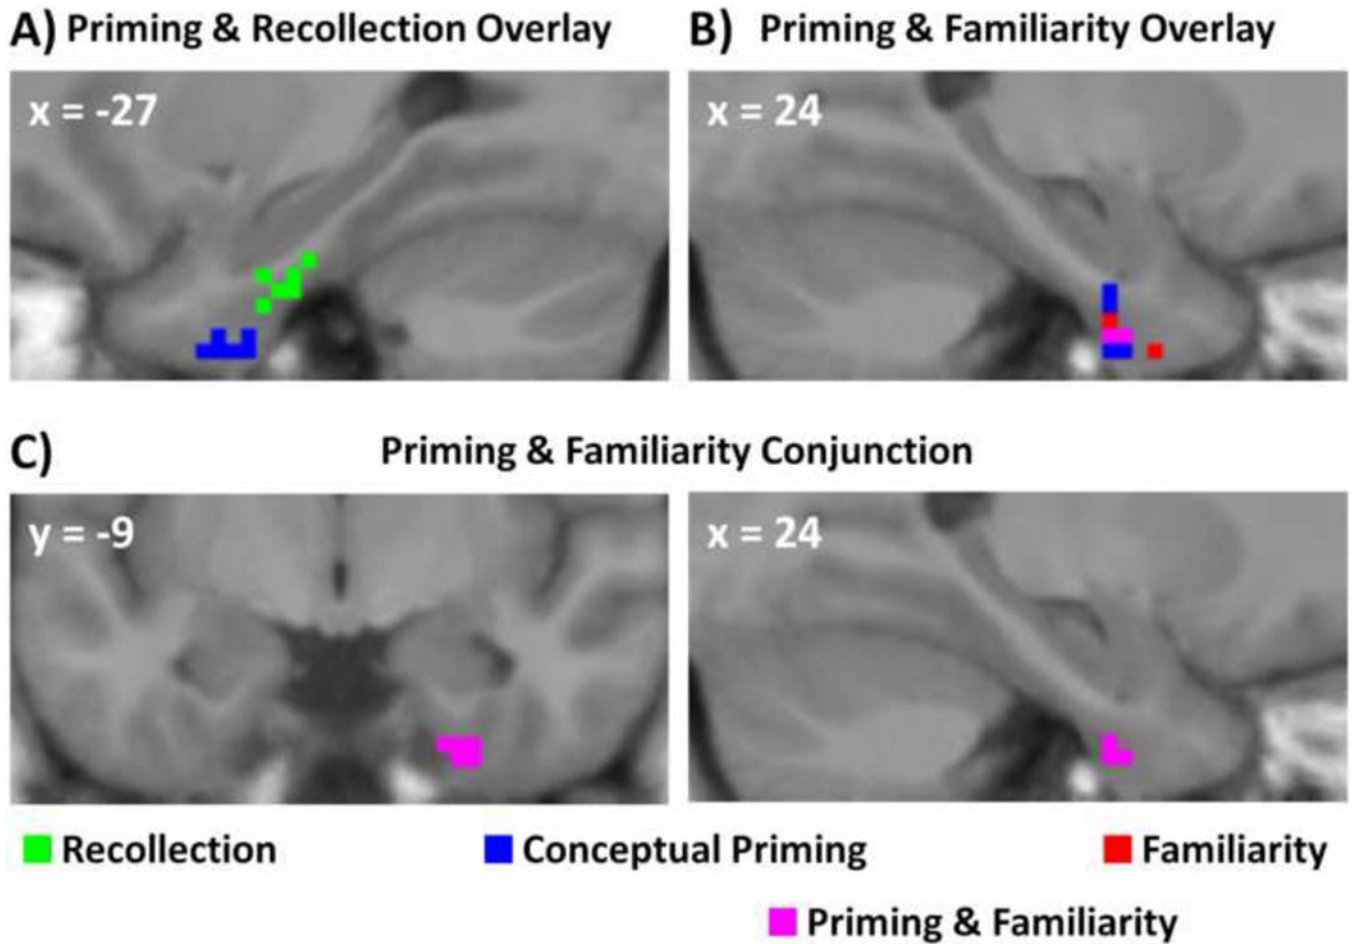 A) Priming & Recollection Overlay
B) Priming & Familiarity Overlay
x = -27
x = 24
C) Priming & Familiarity Conjunction
y = -9
x = 24
Recollection
Conceptual Priming
Familiarity
Priming & Familiarity